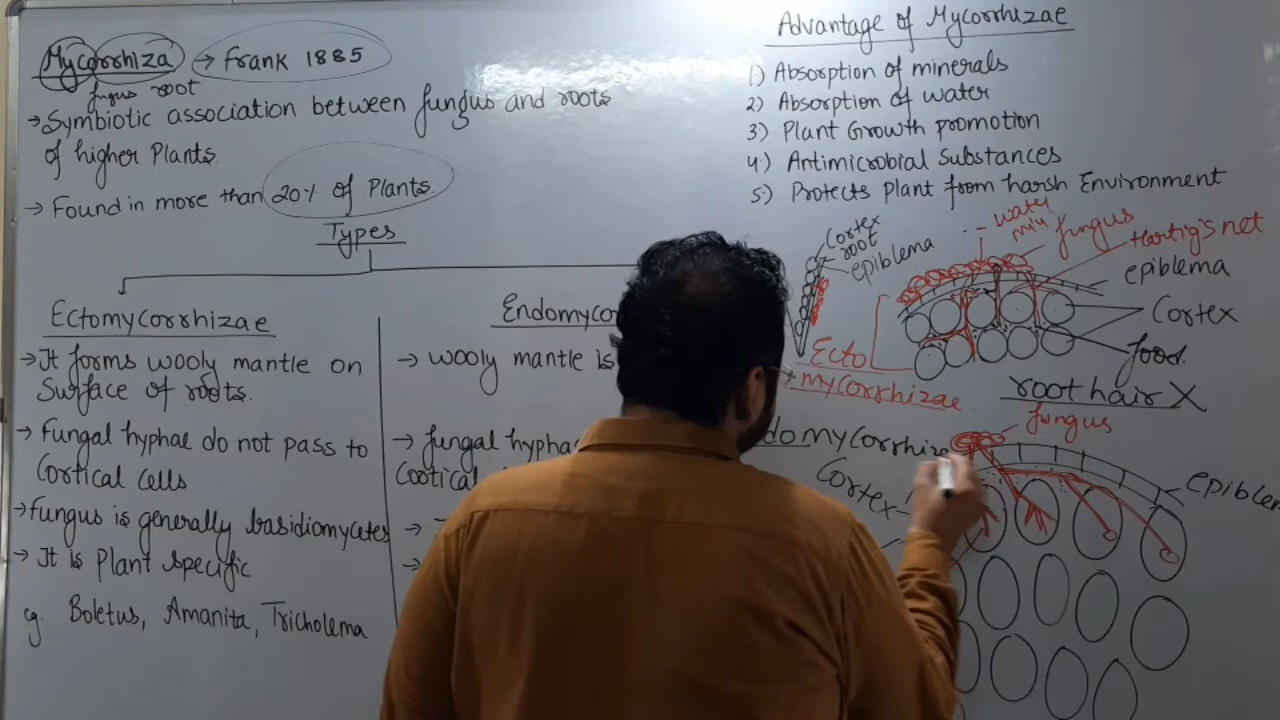 Mycorrhiza → Frank 1885
fungus root
→ Symbiotic association between fungus and roots
of higher Plants.
→ Found in more than 20% of Plants.
Types
Ectomycorrhizae
→ It forms wooly mantle on
Surface of roots.
→ Fungal hyphae do not pass to
Cortical cells
→ Fungus is generally basidiomycetes
→ It is Plant specific
eg. Boletus, Amanita, Tricholema
Endomyco
→ wooly mantle is
→ fungal hyphae
Cortical
→
→
Advantage of Mycorrhizae
1) Absorption of minerals
2) Absorption of water
3) Plant Growth promotion
4) Antimicrobial Substances
5) Protects Plant from harsh Environment
Cortex
root
epiblema
water
min
fungus
Hartig's net
epiblema
Cortex
food.
Ecto
mycorrhizae
root hair X
fungus
domycorrhiz
Cortex
epiblem